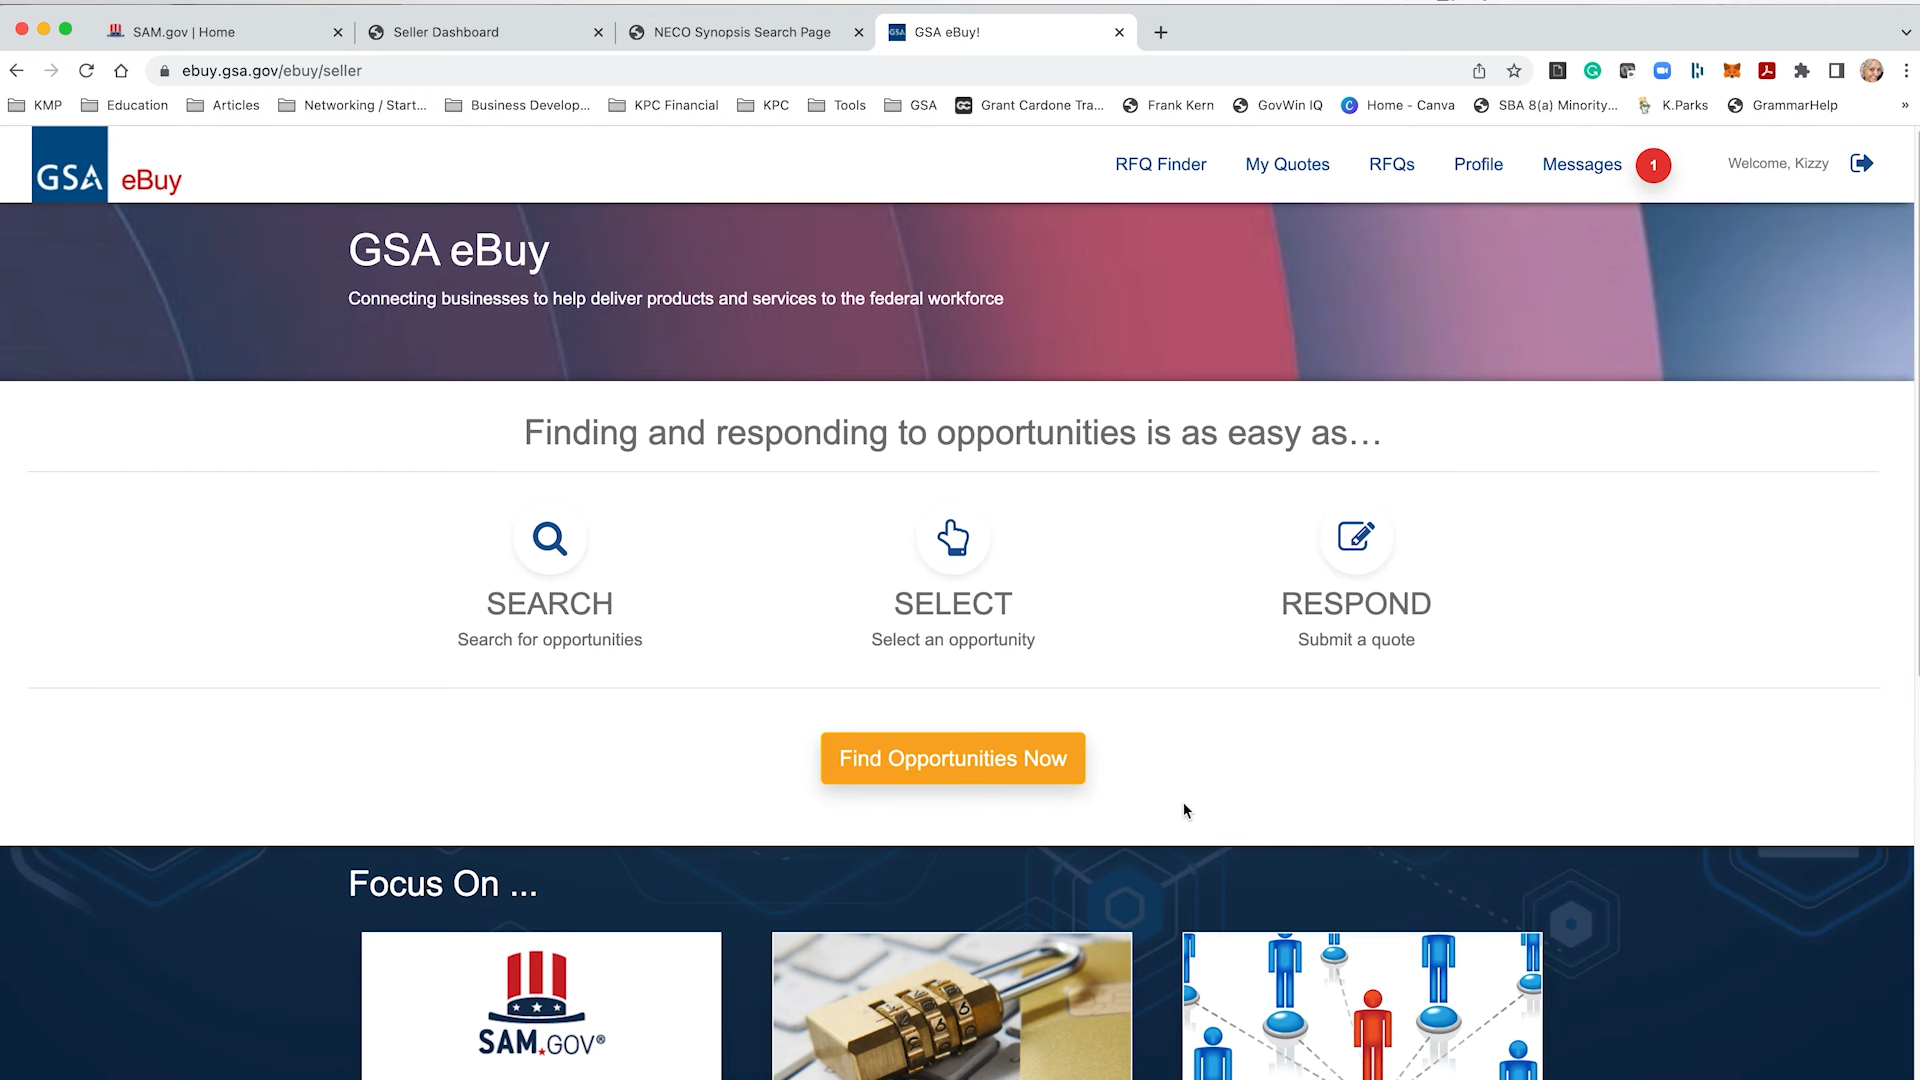 SAM.gov | Home
Seller Dashboard
NECO Synopsis Search Page
GSA eBuy!
ebuy.gsa.gov/ebuy/seller
KMP
Education
Articles
Networking / Start...
Business Develop...
KPC Financial
KPC
Tools
GSA
Grant Cardone Tra...
Frank Kern
GovWin IQ
Home - Canva
SBA 8(a) Minority...
K.Parks
GrammarHelp
»
GSA eBuy
RFQ Finder
My Quotes
RFQs
Profile
Messages 1
Welcome, Kizzy
GSA eBuy
Connecting businesses to help deliver products and services to the federal workforce
Finding and responding to opportunities is as easy as...
SEARCH
Search for opportunities
SELECT
Select an opportunity
RESPOND
Submit a quote
Find Opportunities Now
Focus On ...
SAM.GOV®